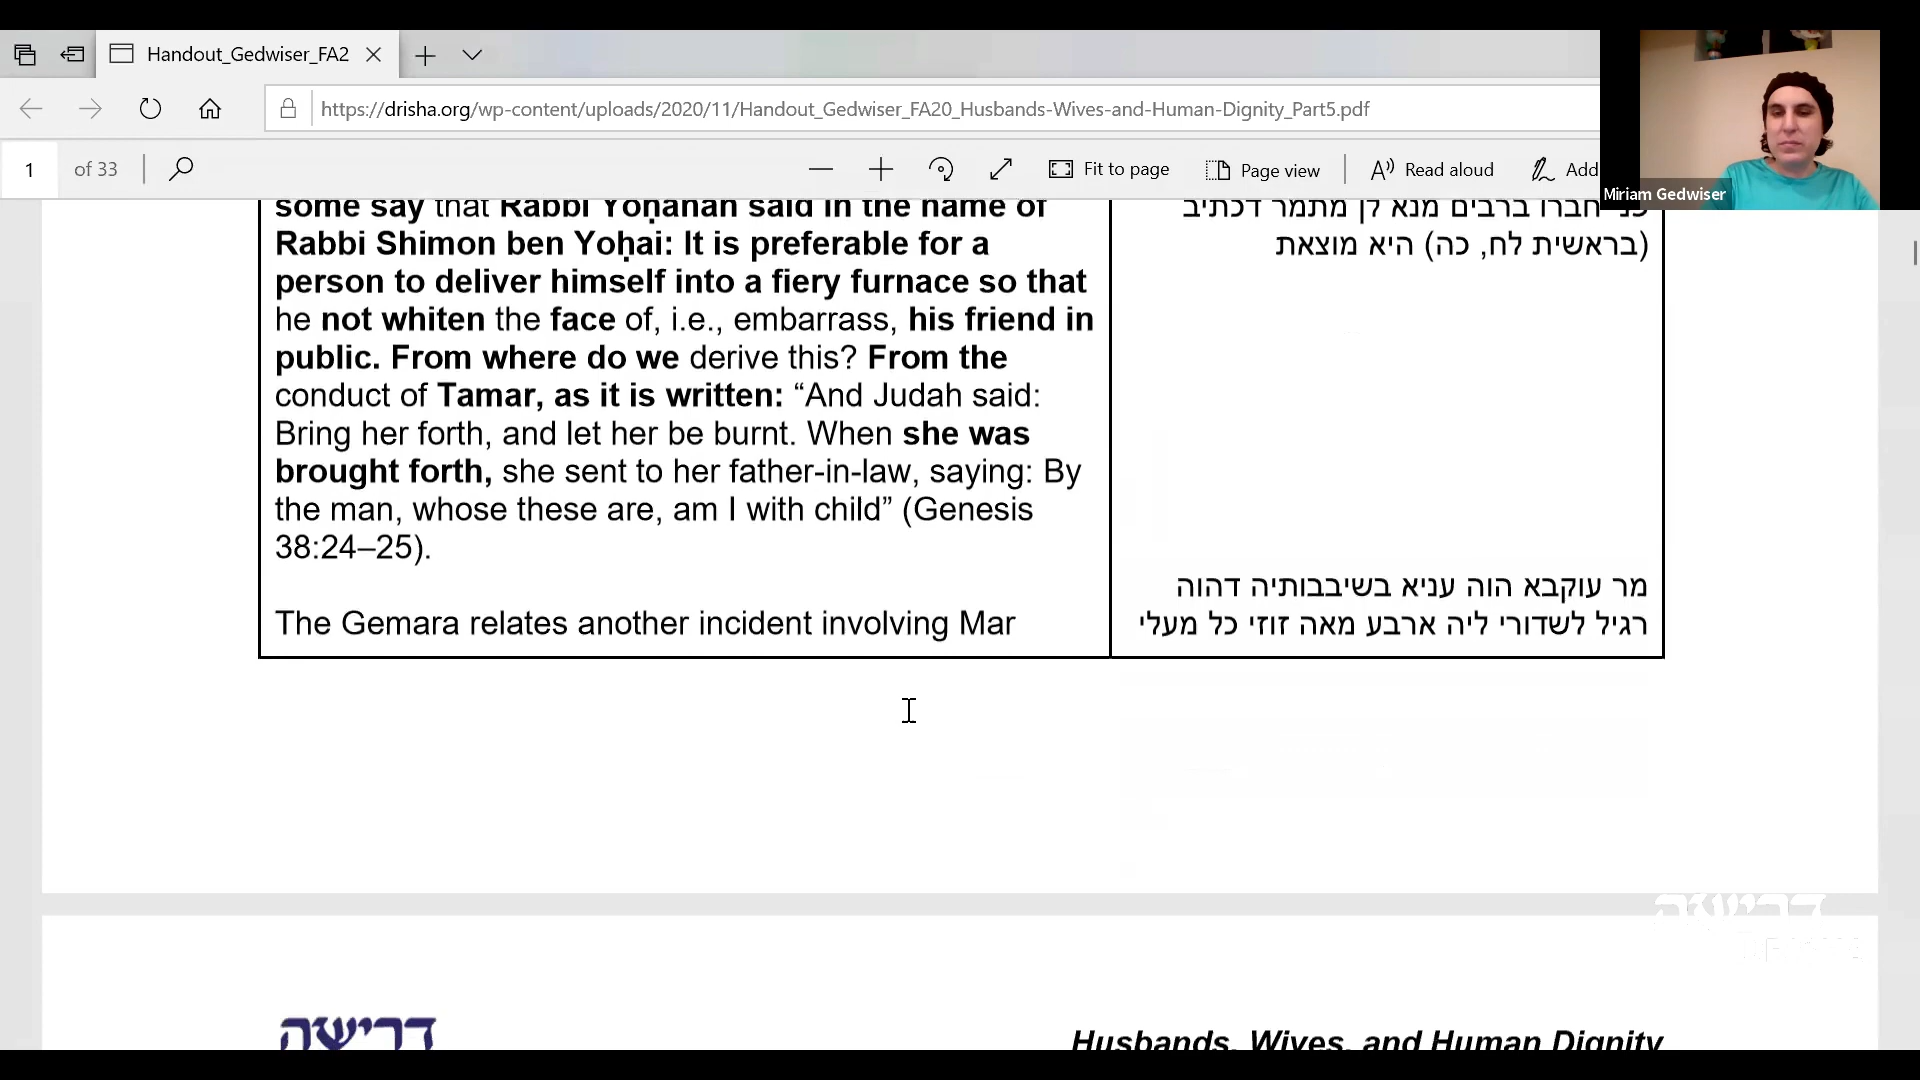 Handout_Gedwiser_FA2
https://drisha.org/wp-content/uploads/2020/11/Handout_Gedwiser_FA20_Husbands-Wives-and-Human-Dignity_Part5.pdf
1 of 33
Fit to page
Page view
Read aloud
Add
Miriam Gedwiser
some say that Rabbi Yoḥanan said in the name of
Rabbi Shimon ben Yoḥai: It is preferable for a
person to deliver himself into a fiery furnace so that
he not whiten the face of, i.e., embarrass, his friend in
public. From where do we derive this? From the
conduct of Tamar, as it is written: “And Judah said:
Bring her forth, and let her be burnt. When she was
brought forth, she sent to her father-in-law, saying: By
the man, whose these are, am I with child” (Genesis
38:24–25).
The Gemara relates another incident involving Mar
פני חברו ברבים מנא לן מתמר דכתיב
(בראשית לח, כה) היא מוצאת
מר עוקבא הוה עניא בשיבבותיה דהוה
רגיל לשדורי ליה ארבע מאה זוזי כל מעלי
דרישה
דרישה
Husbands, Wives, and Human Dignity